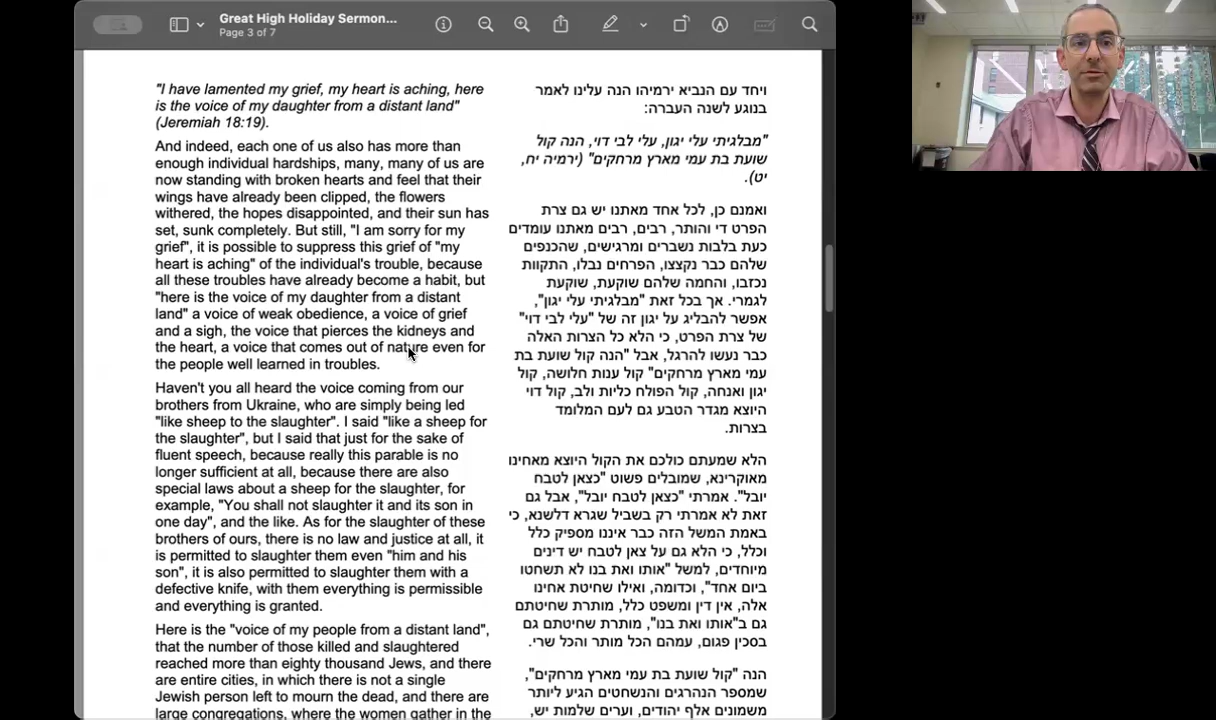 Great High Holiday Sermon...
Page 3 of 7
"I have lamented my grief, my heart is aching, here
is the voice of my daughter from a distant land"
(Jeremiah 18:19).
And indeed, each one of us also has more than
enough individual hardships, many, many of us are
now standing with broken hearts and feel that their
wings have already been clipped, the flowers
withered, the hopes disappointed, and their sun has
set, sunk completely. But still, "I am sorry for my
grief", it is possible to suppress this grief of "my
heart is aching" of the individual's trouble, because
all these troubles have already become a habit, but
"here is the voice of my daughter from a distant
land" a voice of weak obedience, a voice of grief
and a sigh, the voice that pierces the kidneys and
the heart, a voice that comes out of nature even for
the people well learned in troubles.
Haven't you all heard the voice coming from our
brothers from Ukraine, who are simply being led
"like sheep to the slaughter". I said "like a sheep for
the slaughter", but I said that just for the sake of
fluent speech, because really this parable is no
longer sufficient at all, because there are also
special laws about a sheep for the slaughter, for
example, "You shall not slaughter it and its son in
one day", and the like. As for the slaughter of these
brothers of ours, there is no law and justice at all, it
is permitted to slaughter them even "him and his
son", it is also permitted to slaughter them with a
defective knife, with them everything is permissible
and everything is granted.
Here is the "voice of my people from a distant land",
that the number of those killed and slaughtered
reached more than eighty thousand Jews, and there
are entire cities, in which there is not a single
Jewish person left to mourn the dead, and there are
large congregations, where the women gather in the
ויחד עם הנביא ירמיהו הנה עלינו לאמר
בנוגע לשנה העברה:
"מבלגיתי עלי יגון, עלי לבי דוי, הנה קול
שועת בת עמי מארץ מרחקים" (ירמיה יח,
יט).
ואמנם כן, לכל אחד מאתנו יש גם צרת
הפרט די והותר, רבים, רבים מאתנו עומדים
כעת בלבות נשברים ומרגישים, שהכנפים
שלהם כבר נקצצו, הפרחים נבלו, התקוות
נכזבו, והחמה שלהם שוקעת, שוקעת
לגמרי. אך בכל זאת "מבלגיתי עלי יגון",
אפשר להבליג על יגון זה של "עלי לבי דוי"
של צרת הפרט, כי הלא כל הצרות האלה
כבר נעשו להרגל, אבל "הנה קול שועת בת
עמי מארץ מרחקים" קול ענות חלושה, קול
יגון ואנחה, קול הפולח כליות ולב, קול דוי
היוצא מגדר הטבע גם לעם המלומד
בצרות.
הלא שמעתם כולכם את הקול היוצא מאחינו
מאוקרינא, שמובלים פשוט "כצאן לטבח
יובל". אמרתי "כצאן לטבח יובל", אבל גם
זאת לא אמרתי רק בשביל שגרא דלשנא, כי
באמת המשל הזה כבר איננו מספיק כלל
וכלל, כי הלא גם על צאן לטבח יש דינים
מיוחדים, למשל "אותו ואת בנו לא תשחטו
ביום אחד", וכדומה, ואילו שחיטת אחינו
אלה, אין דין ומשפט כלל, מותרת שחיטתם
גם ב"אותו ואת בנו", מותרת שחיטתם גם
בסכין פגום, עמהם הכל מותר והכל שרי.
הנה "קול שועת בת עמי מארץ מרחקים",
שמספר הנהרגים והנשחטים הגיע ליותר
משמונים אלף יהודים, וערים שלמות יש,